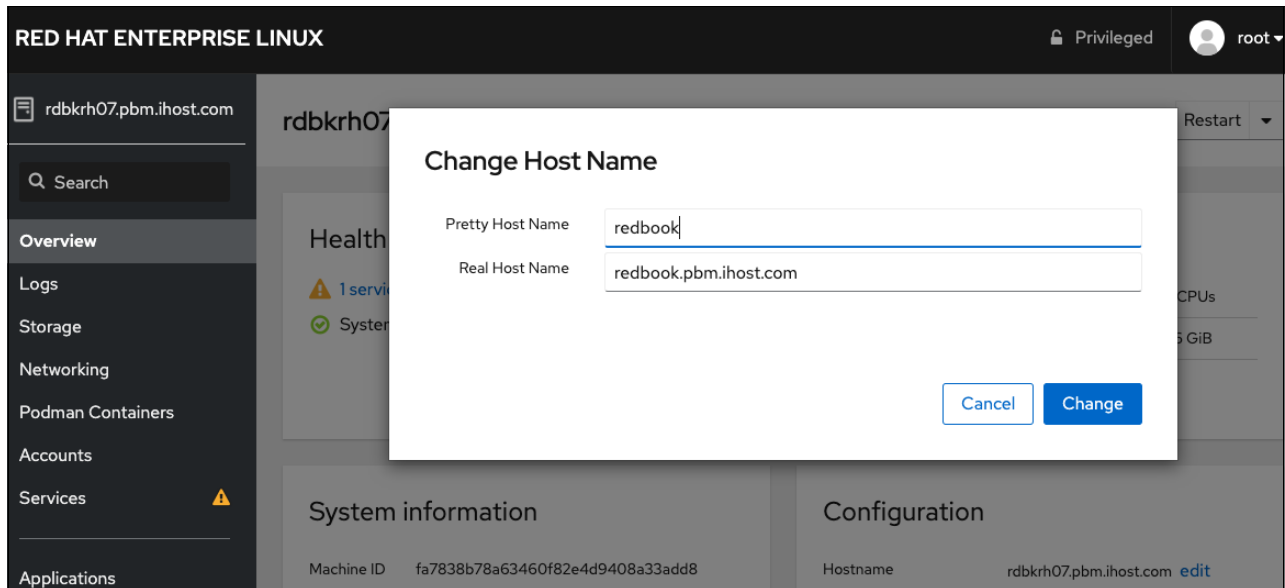 RED HAT ENTERPRISE LINUX
Privileged
root
rdbkrh07.pbm.ihost.com
rdbkrh07
Restart
Search
Change Host Name
Pretty Host Name redbook
Real Host Name redbook.pbm.ihost.com
Cancel Change
Overview
Logs
Storage
Networking
Podman Containers
Accounts
Services
Applications
Health
1 servi
System
CPUs
GiB
System information
Machine ID fa7838b78a63460f82e4d9408a33add8
Configuration
Hostname rdbkrh07.pbm.ihost.com edit